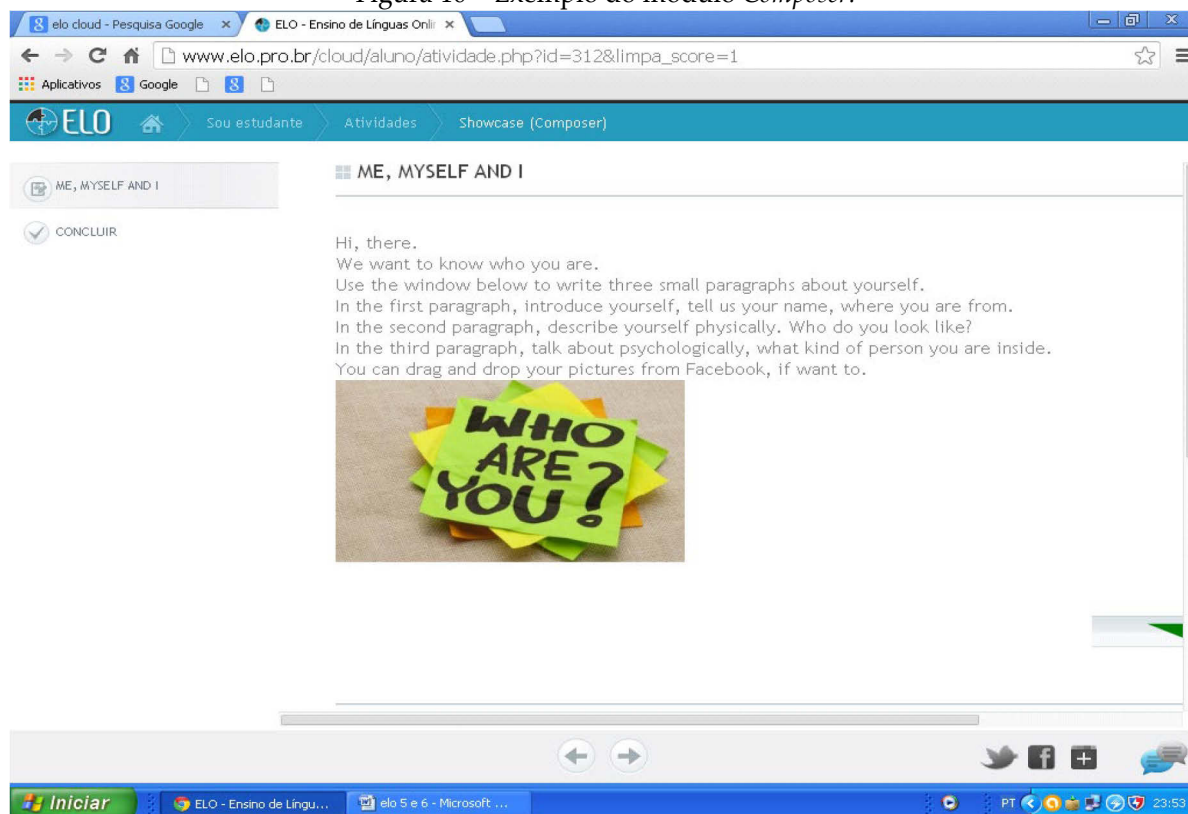 Figura 10 – Exemplo do módulo Composer.
elo cloud - Pesquisa Google
ELO - Ensino de Línguas Onli
www.elo.pro.br/cloud/aluno/atividade.php?id=312&limpa_score=1
Aplicativos
Google
ELO
Sou estudante
Atividades
Showcase (Composer)
ME, MYSELF AND I
CONCLUIR
ME, MYSELF AND I
Hi, there.
We want to know who you are.
Use the window below to write three small paragraphs about yourself.
In the first paragraph, introduce yourself, tell us your name, where you are from.
In the second paragraph, describe yourself physically. Who do you look like?
In the third paragraph, talk about psychologically, what kind of person you are inside.
You can drag and drop your pictures from Facebook, if want to.
WHO
ARE
YOU?
Iniciar
ELO - Ensino de Língu...
elo 5 e 6 - Microsoft ...
PT
23:53